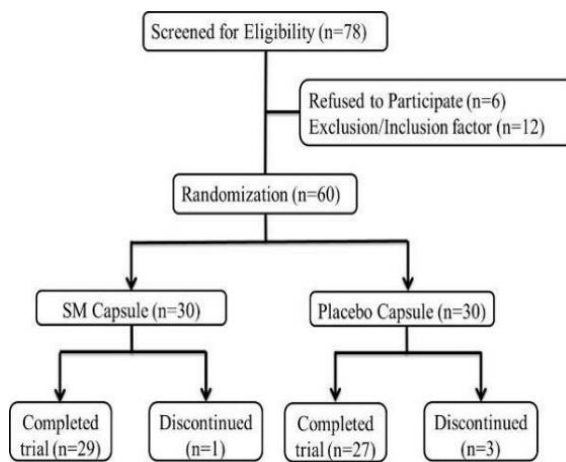 Screened for Eligibility (n=78)
Refused to Participate (n=6)
Exclusion/Inclusion factor (n=12)
Randomization (n=60)
SM Capsule (n=30)
Placebo Capsule (n=30)
Completed
trial (n=29)
Discontinued
(n=1)
Completed
trial (n=27)
Discontinued
(n=3)